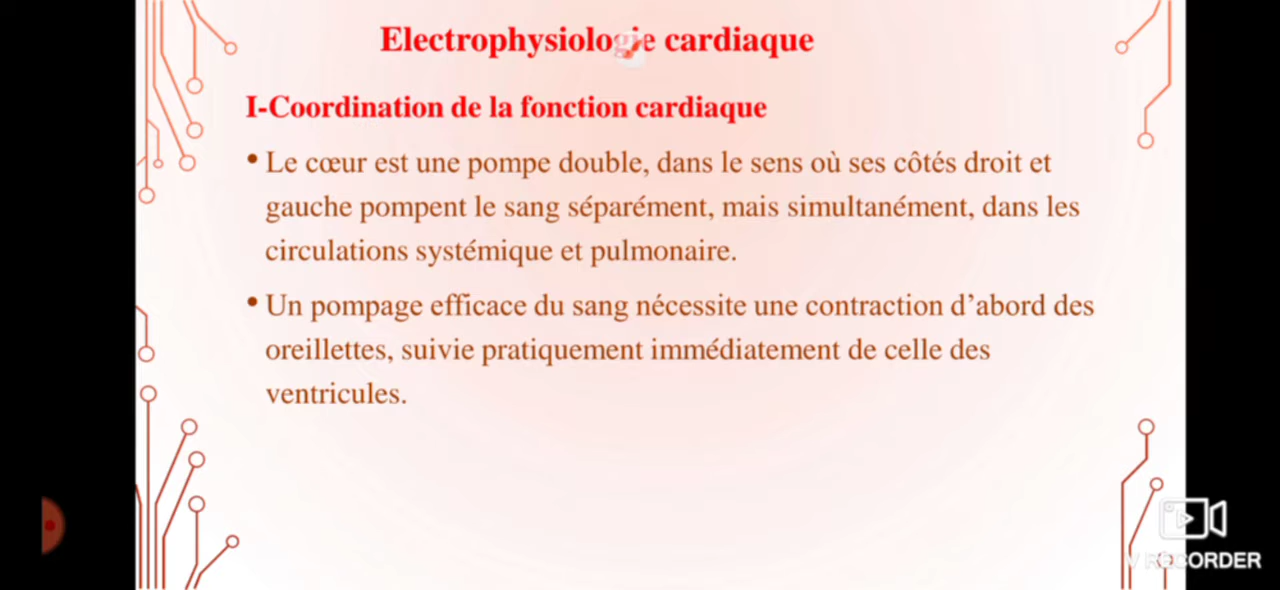 Electrophysiologie cardiaque
I-Coordination de la fonction cardiaque
• Le cœur est une pompe double, dans le sens où ses côtés droit et
gauche pompent le sang séparément, mais simultanément, dans les
circulations systémique et pulmonaire.
• Un pompage efficace du sang nécessite une contraction d’abord des
oreillettes, suivie pratiquement immédiatement de celle des
ventricules.
V RECORDER